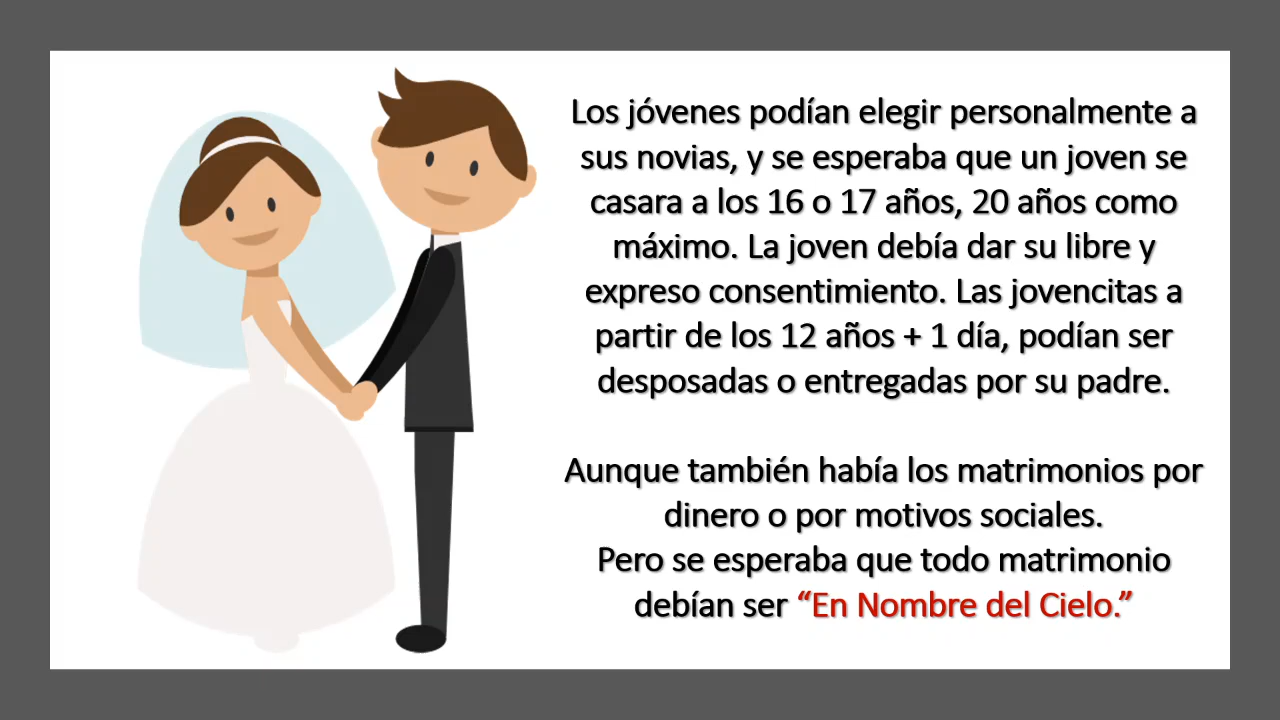 Los jóvenes podían elegir personalmente a
sus novias, y se esperaba que un joven se
casara a los 16 o 17 años, 20 años como
máximo. La joven debía dar su libre y
expreso consentimiento. Las jovencitas a
partir de los 12 años + 1 día, podían ser
desposadas o entregadas por su padre.
Aunque también había los matrimonios por
dinero o por motivos sociales.
Pero se esperaba que todo matrimonio
debían ser “En Nombre del Cielo.”